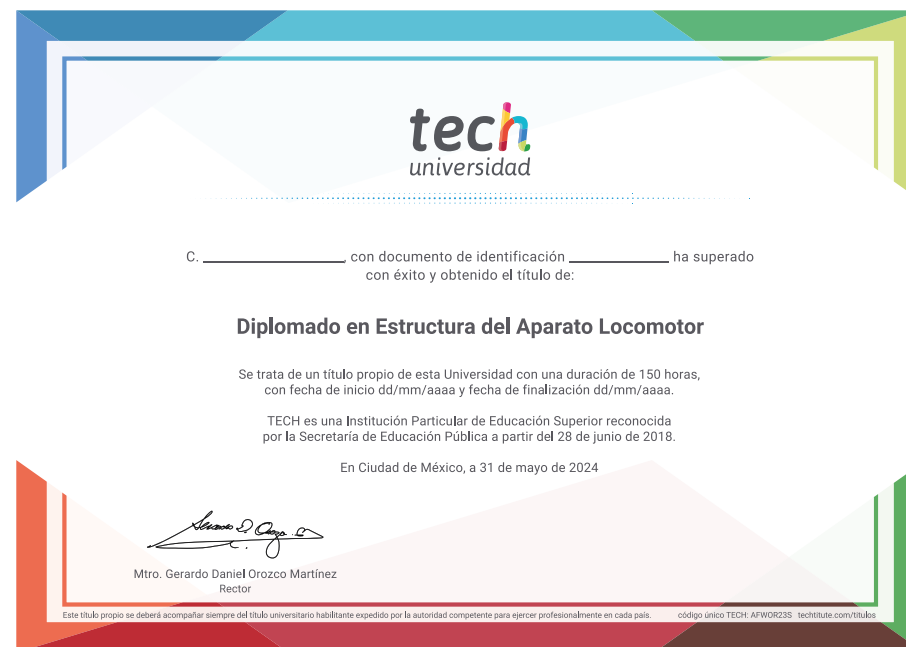 tech
universidad
C. ____________________, con documento de identificación ______________ ha superado
con éxito y obtenido el título de:
Diplomado en Estructura del Aparato Locomotor
Se trata de un título propio de esta Universidad con una duración de 150 horas,
con fecha de inicio dd/mm/aaaa y fecha de finalización dd/mm/aaaa.
TECH es una Institución Particular de Educación Superior reconocida
por la Secretaría de Educación Pública a partir del 28 de junio de 2018.
En Ciudad de México, a 31 de mayo de 2024
Mtro. Gerardo Daniel Orozco Martínez
Rector
Este título propio se deberá acompañar siempre del título universitario habilitante expedido por la autoridad competente para ejercer profesionalmente en cada país. código único TECH: AFWOR23S techtitute.com/titulos